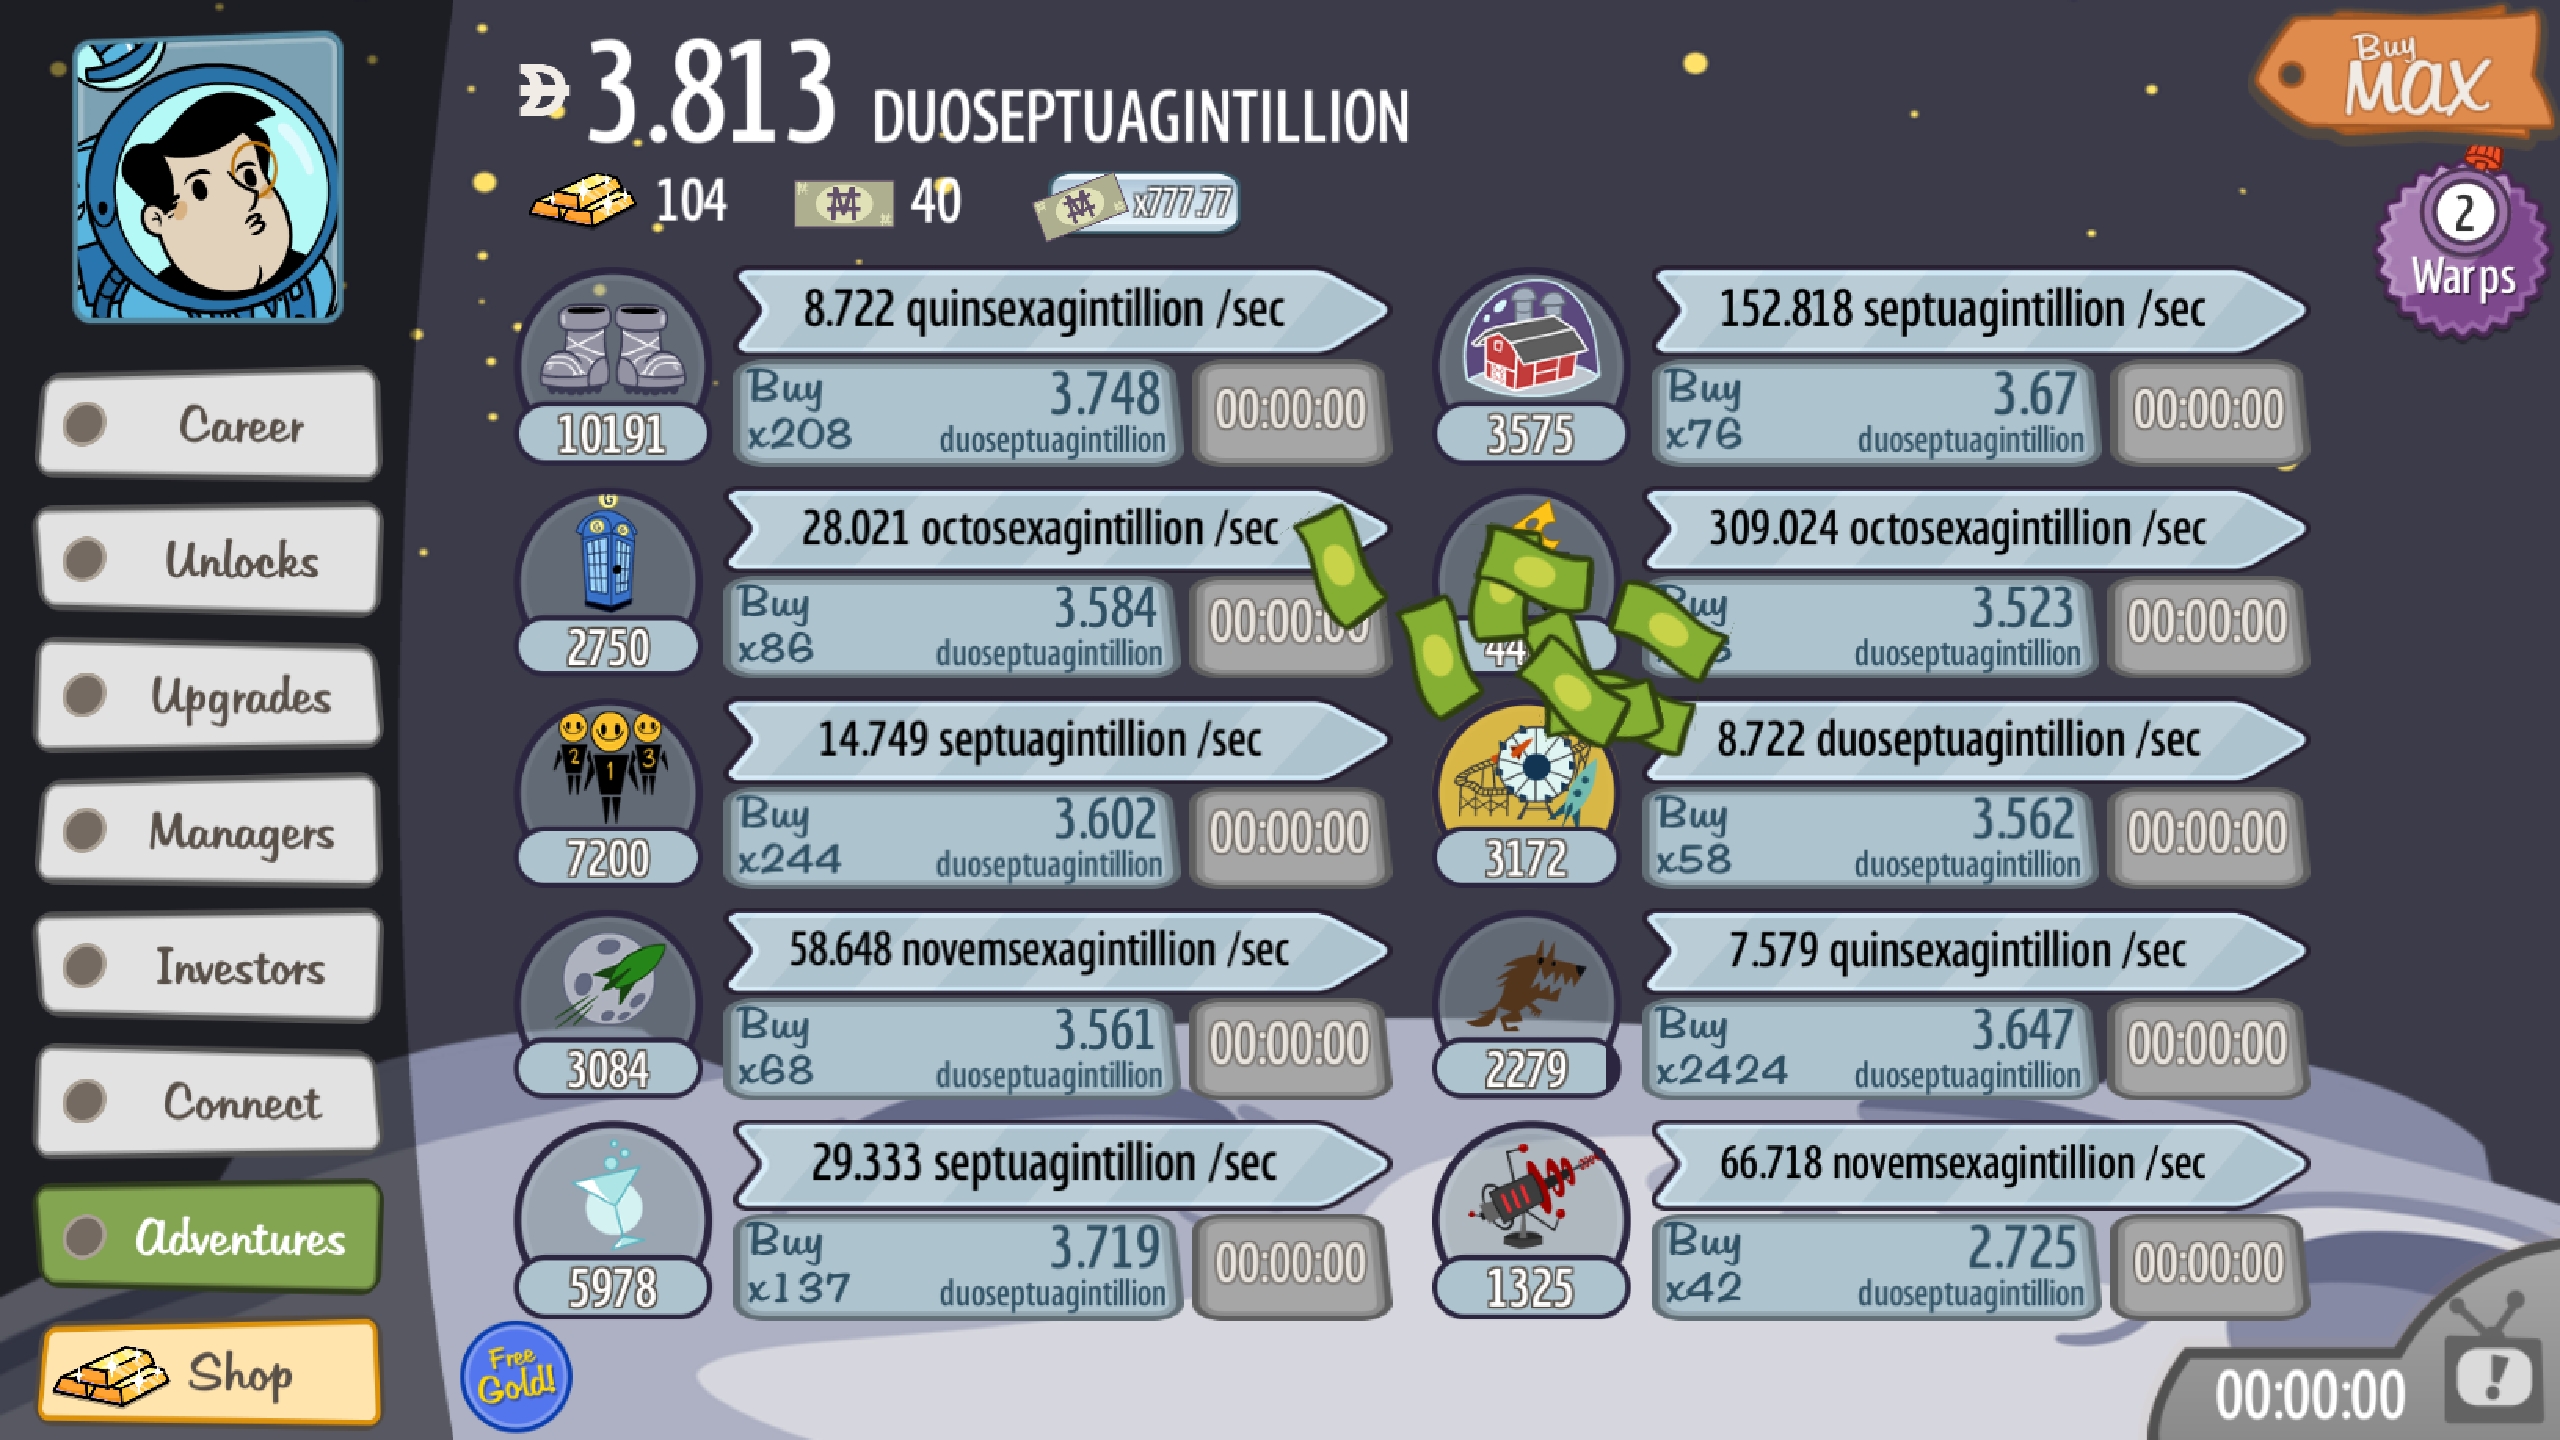 3.813 DUOSEPTUAGINTILLION
Buy
MAX
104 40 x777.77
2
Warps
Career
Unlocks
Upgrades
Managers
Investors
Connect
Adventures
Shop
8.722 quinsexagintillion /sec
Buy 3.748
x208 duoseptuagintillion
00:00:00
10191
28.021 octosexagintillion /sec
Buy 3.584
x86 duoseptuagintillion
00:00:00
2750
2 1 3
14.749 septuagintillion /sec
Buy 3.602
x244 duoseptuagintillion
00:00:00
7200
58.648 novemsexagintillion /sec
Buy 3.561
x68 duoseptuagintillion
00:00:00
3084
29.333 septuagintillion /sec
Buy 3.719
x137 duoseptuagintillion
00:00:00
5978
152.818 septuagintillion /sec
Buy 3.67
x76 duoseptuagintillion
00:00:00
3575
309.024 octosexagintillion /sec
Buy 3.523
duoseptuagintillion
00:00:00
8.722 duoseptuagintillion /sec
Buy 3.562
x58 duoseptuagintillion
00:00:00
3172
7.579 quinsexagintillion /sec
Buy 3.647
x2424 duoseptuagintillion
00:00:00
2279
66.718 novemsexagintillion /sec
Buy 2.725
x42 duoseptuagintillion
00:00:00
1325
Free
Gold!
00:00:00
!